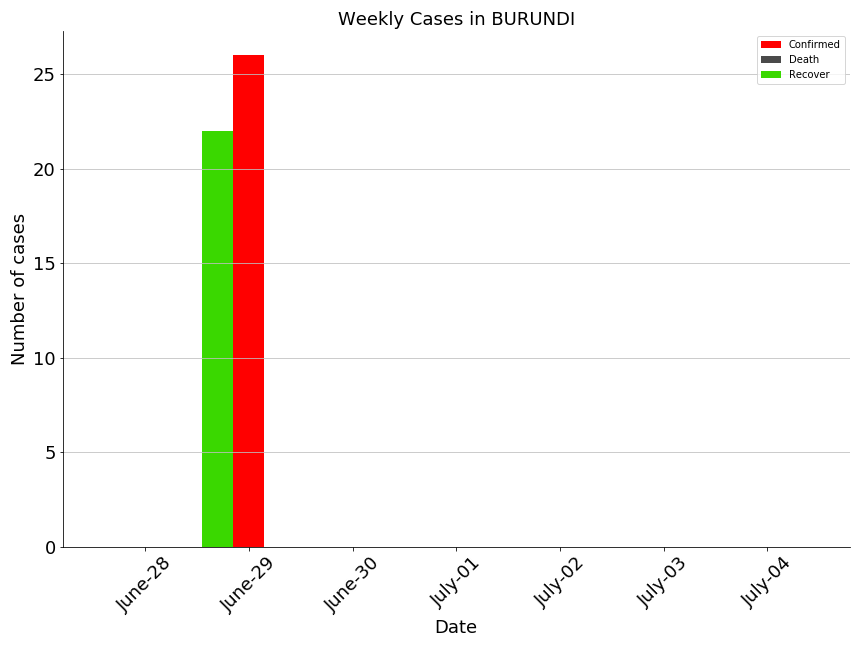 Weekly Cases in BURUNDI
Confirmed
Death
Recover
Number of cases
25
20
15
10
5
0
June-28
June-29
June-30
July-01
July-02
July-03
July-04
Date